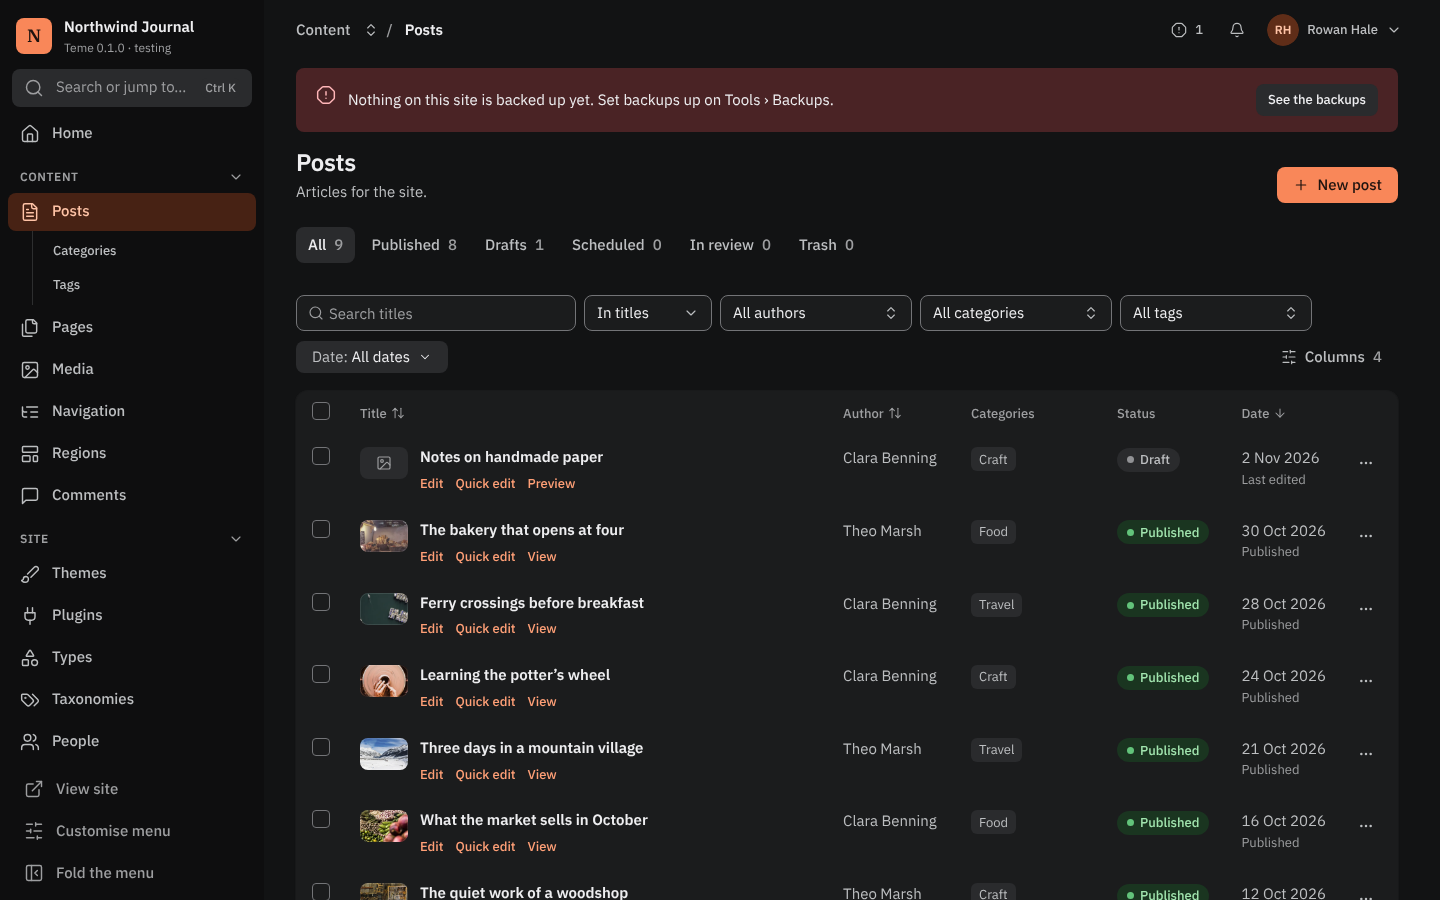 N
Northwind Journal
Teme 0.1.0 · testing
Search or jump to... Ctrl K
Home
CONTENT
Posts
Categories
Tags
Pages
Media
Navigation
Regions
Comments
SITE
Themes
Plugins
Types
Taxonomies
People
View site
Customise menu
Fold the menu
Content / Posts
1
RH Rowan Hale
Nothing on this site is backed up yet. Set backups up on Tools › Backups.
See the backups
Posts
Articles for the site.
New post
All 9 Published 8 Drafts 1 Scheduled 0 In review 0 Trash 0
Search titles In titles All authors All categories All tags
Date: All dates Columns 4
Title Author Categories Status Date
Notes on handmade paper Clara Benning Craft Draft 2 Nov 2026
Edit Quick edit Preview Last edited
The bakery that opens at four Theo Marsh Food Published 30 Oct 2026
Edit Quick edit View Published
Ferry crossings before breakfast Clara Benning Travel Published 28 Oct 2026
Edit Quick edit View Published
Learning the potter’s wheel Clara Benning Craft Published 24 Oct 2026
Edit Quick edit View Published
Three days in a mountain village Theo Marsh Travel Published 21 Oct 2026
Edit Quick edit View Published
What the market sells in October Clara Benning Food Published 16 Oct 2026
Edit Quick edit View Published
The quiet work of a woodshop Theo Marsh Craft Published 12 Oct 2026